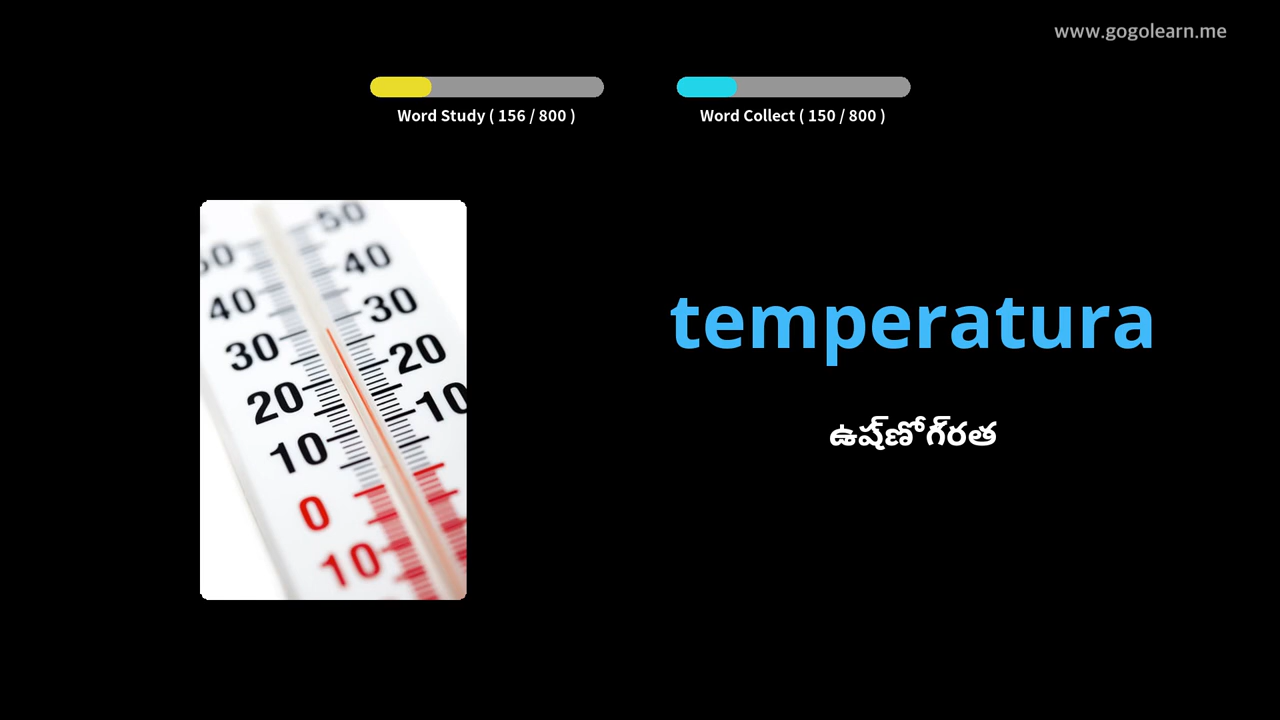 www.gogolearn.me
Word Study ( 156 / 800 )
Word Collect ( 150 / 800 )
50
50
40
40
30
30
20
20
10
10
0
10
temperatura
ఉష్ణోగ్రత